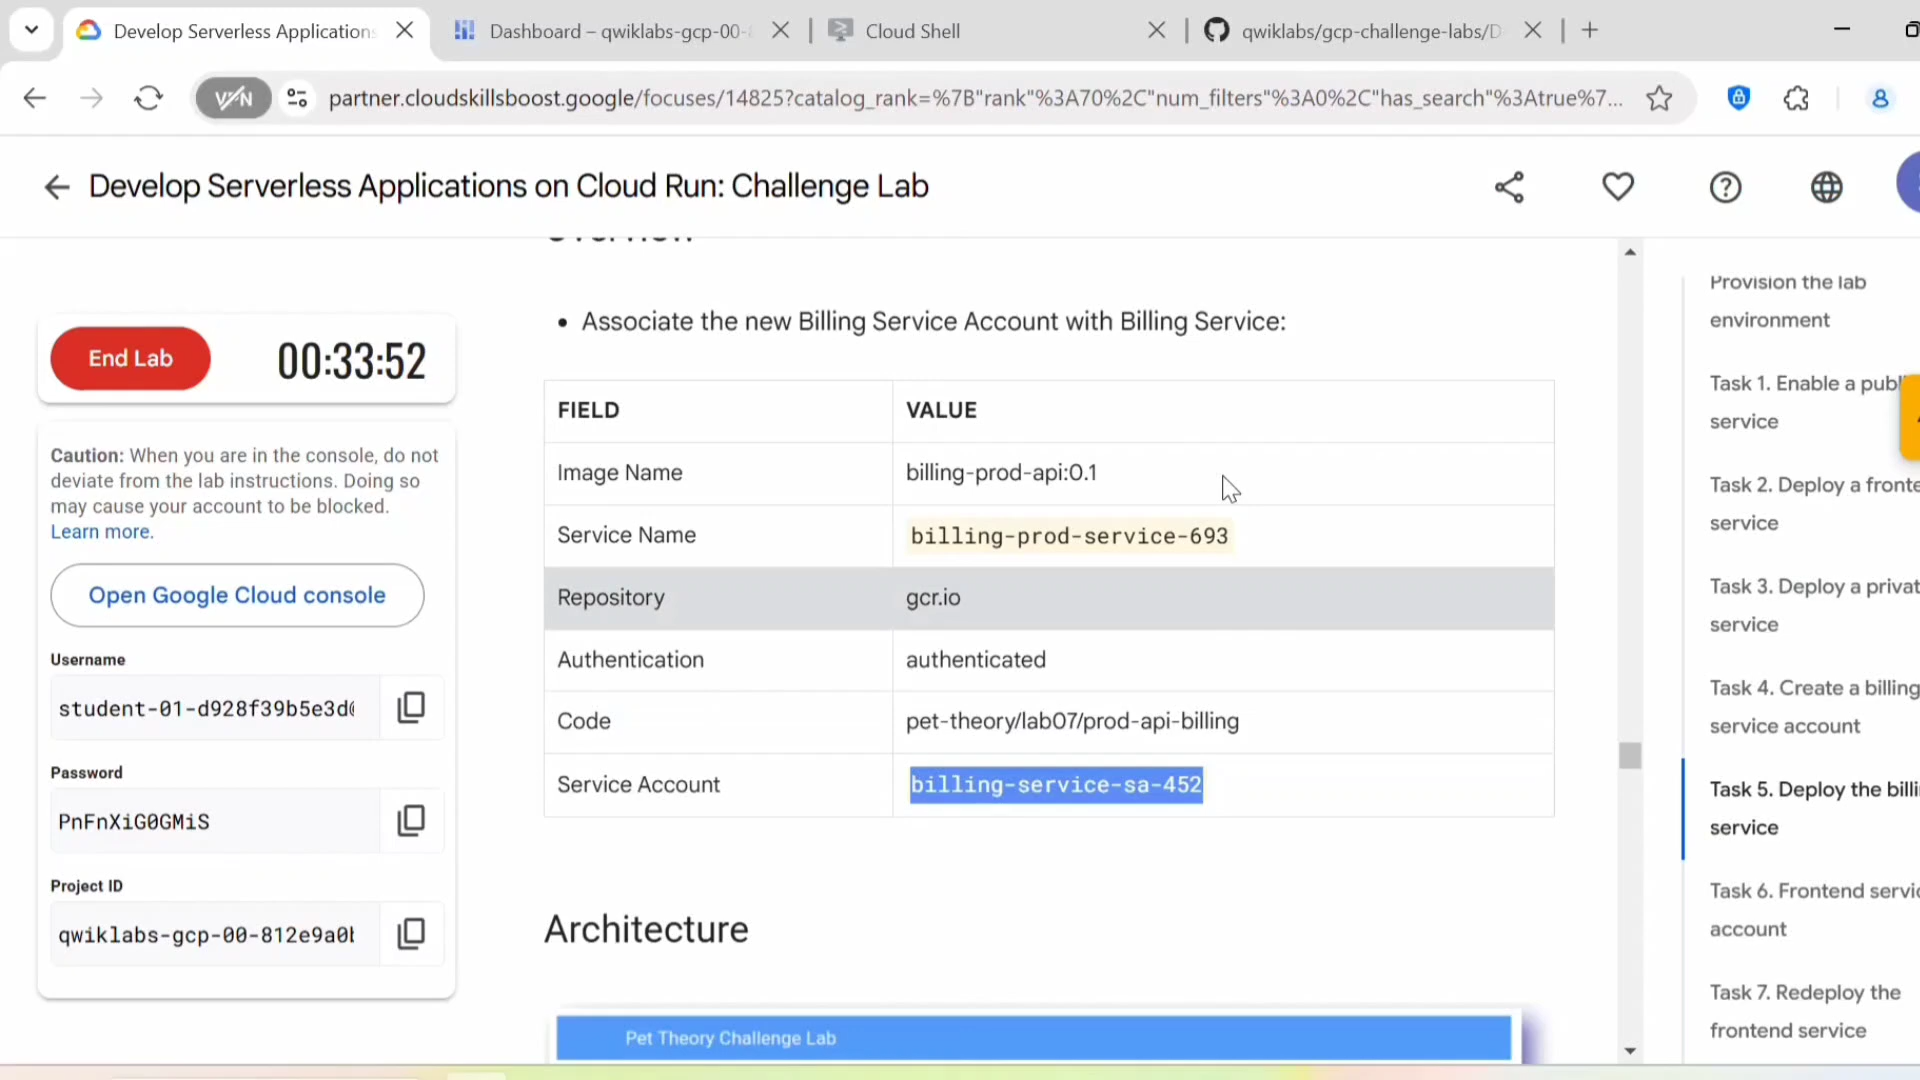 Develop Serverless Applications
Dashboard – qwiklabs-gcp-00-
Cloud Shell
qwiklabs/gcp-challenge-labs/D
VPN
partner.cloudskillsboost.google/focuses/14825?catalog_rank=%7B"rank"%3A70%2C"num_filters"%3A0%2C"has_search"%3Atrue%7...
Develop Serverless Applications on Cloud Run: Challenge Lab
End Lab
00:33:52
Caution: When you are in the console, do not
deviate from the lab instructions. Doing so
may cause your account to be blocked.
Learn more.
Open Google Cloud console
Username
student-01-d928f39b5e3d@
Password
PnFnXiG0GMiS
Project ID
qwiklabs-gcp-00-812e9a0b
Overview
• Associate the new Billing Service Account with Billing Service:
FIELD VALUE
Image Name billing-prod-api:0.1
Service Name billing-prod-service-693
Repository gcr.io
Authentication authenticated
Code pet-theory/lab07/prod-api-billing
Service Account billing-service-sa-452
Architecture
Pet Theory Challenge Lab
Provision the lab
environment
Task 1. Enable a publ
service
Task 2. Deploy a fronte
service
Task 3. Deploy a privat
service
Task 4. Create a billing
service account
Task 5. Deploy the billi
service
Task 6. Frontend servic
account
Task 7. Redeploy the
frontend service